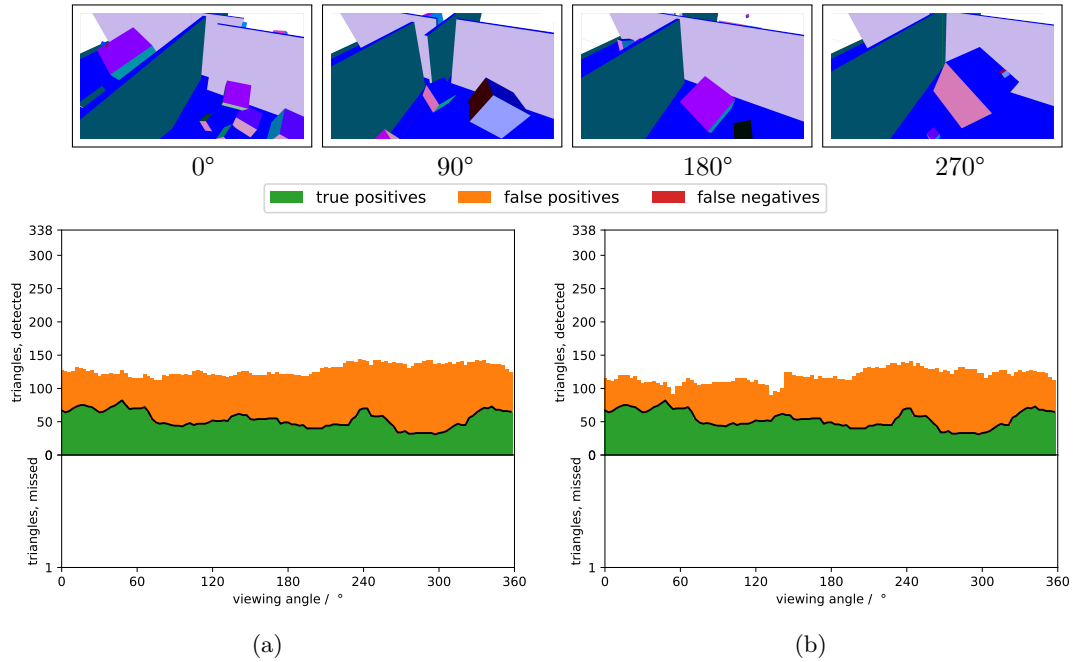 0° 90° 180° 270°
true positives false positives false negatives
338
300
250
200
150
100
50
0
0
1
triangles, detected
triangles, missed
0 60 120 180 240 300 360
viewing angle / °
(a)
338
300
250
200
150
100
50
0
0
1
triangles, detected
triangles, missed
0 60 120 180 240 300 360
viewing angle / °
(b)